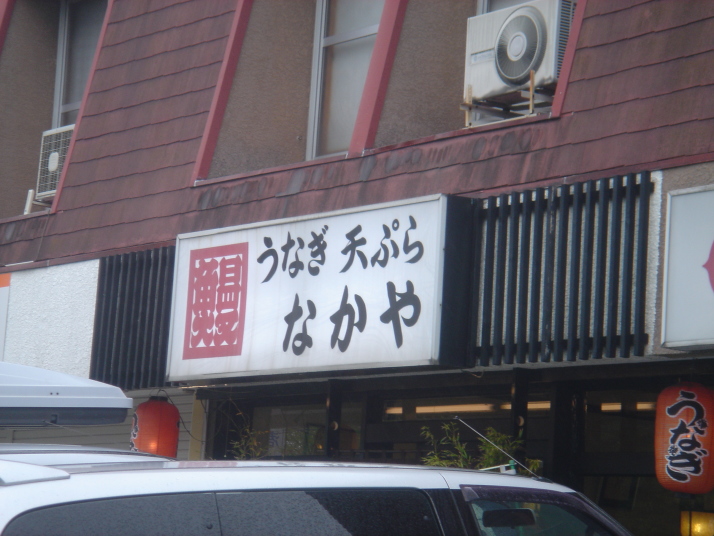 鰻
うなぎ 天ぷら
なかや
うなぎ